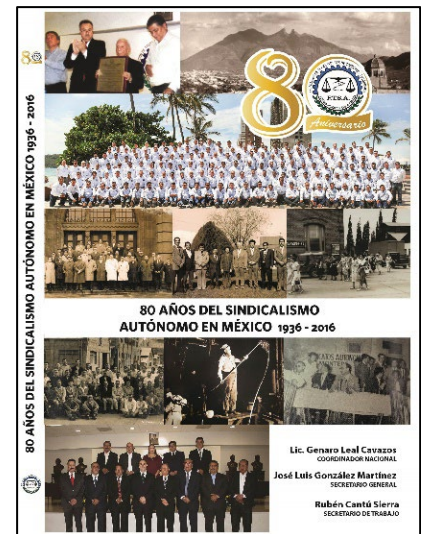 80
F.N.S.A.
Aniversario
80 AÑOS DEL SINDICALISMO AUTÓNOMO EN MÉXICO 1936 - 2016
80 AÑOS DEL SINDICALISMO
AUTÓNOMO EN MÉXICO 1936 - 2016
Lic. Genaro Leal Cavazos
COORDINADOR NACIONAL
José Luis González Martínez
SECRETARIO GENERAL
Rubén Cantú Sierra
SECRETARIO DE TRABAJO